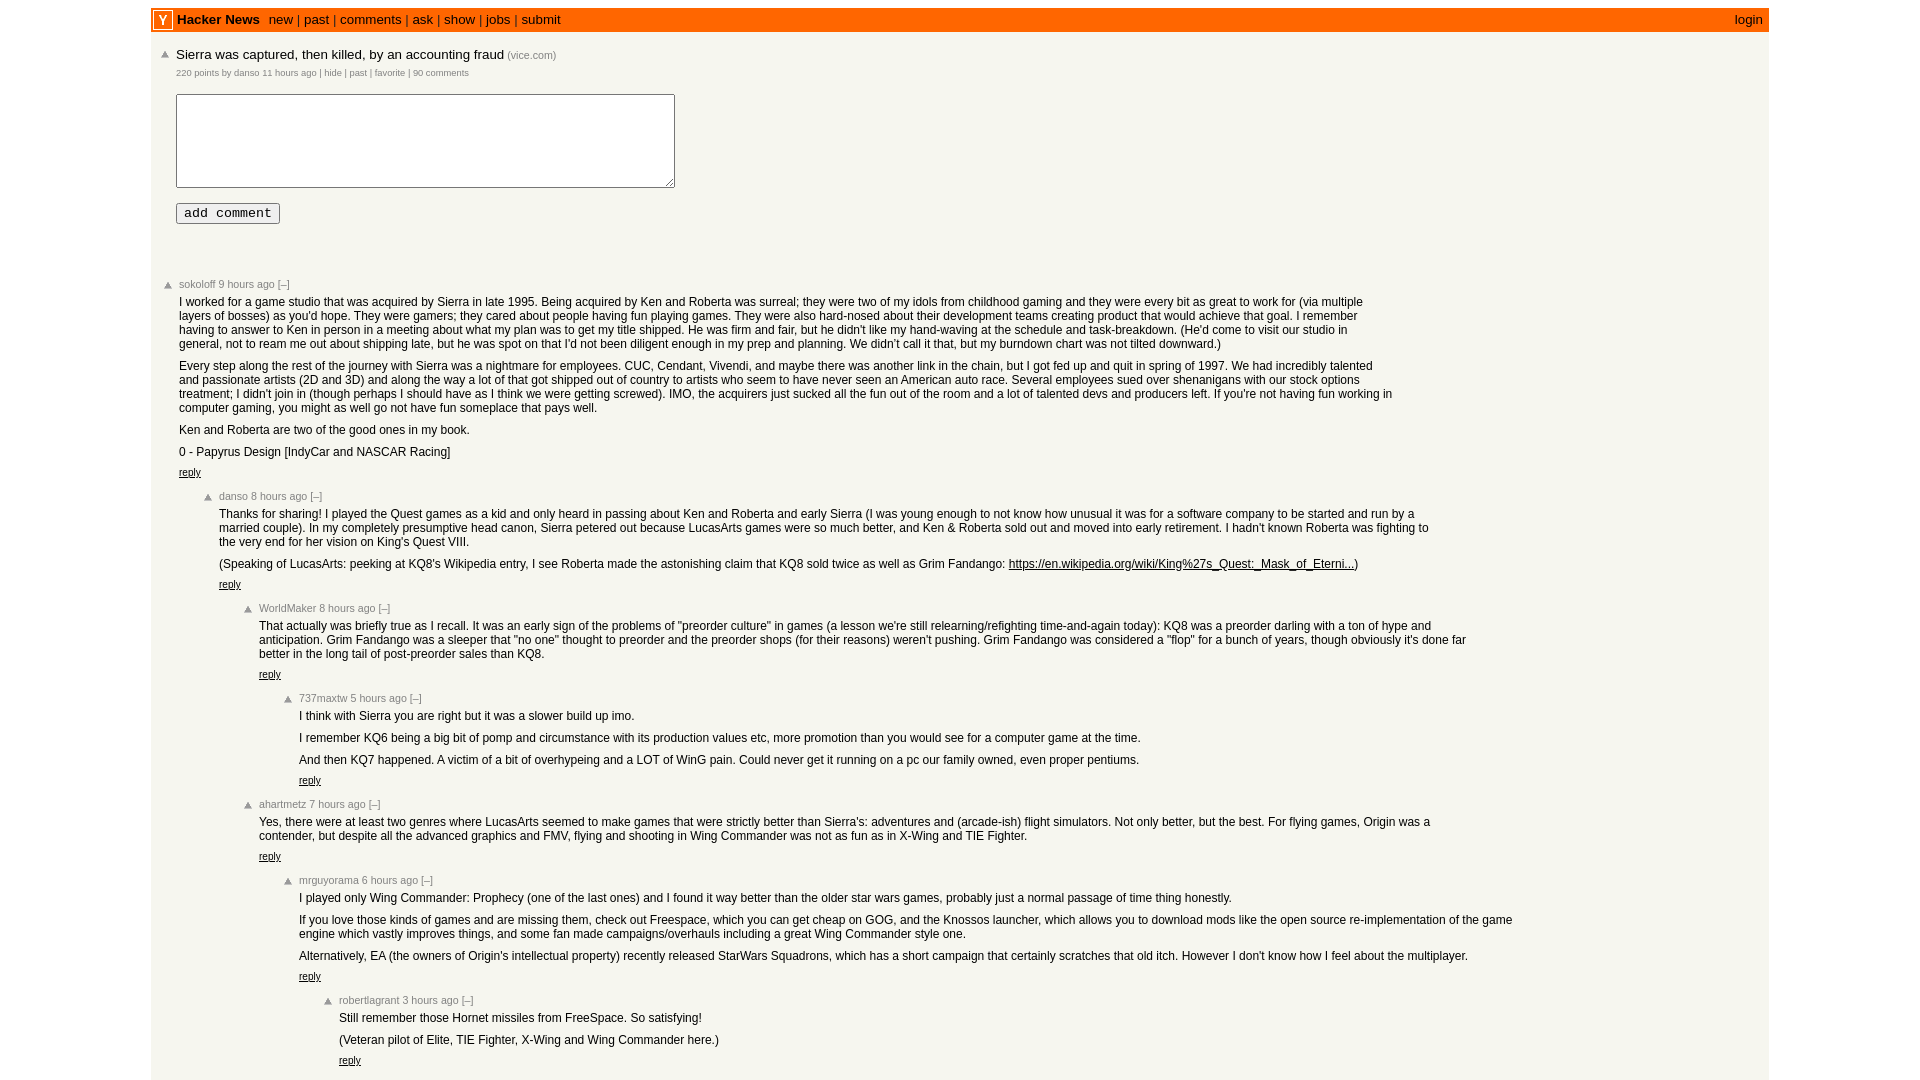 Y Hacker News new | past | comments | ask | show | jobs | submit login
Sierra was captured, then killed, by an accounting fraud (vice.com)
220 points by danso 11 hours ago | hide | past | favorite | 90 comments
add comment
sokoloff 9 hours ago [–]
I worked for a game studio that was acquired by Sierra in late 1995. Being acquired by Ken and Roberta was surreal; they were two of my idols from childhood gaming and they were every bit as great to work for (via multiple
layers of bosses) as you'd hope. They were gamers; they cared about people having fun playing games. They were also hard-nosed about their development teams creating product that would achieve that goal. I remember
having to answer to Ken in person in a meeting about what my plan was to get my title shipped. He was firm and fair, but he didn't like my hand-waving at the schedule and task-breakdown. (He'd come to visit our studio in
general, not to ream me out about shipping late, but he was spot on that I'd not been diligent enough in my prep and planning. We didn’t call it that, but my burndown chart was not tilted downward.)
Every step along the rest of the journey with Sierra was a nightmare for employees. CUC, Cendant, Vivendi, and maybe there was another link in the chain, but I got fed up and quit in spring of 1997. We had incredibly talented
and passionate artists (2D and 3D) and along the way a lot of that got shipped out of country to artists who seem to have never seen an American auto race. Several employees sued over shenanigans with our stock options
treatment; I didn't join in (though perhaps I should have as I think we were getting screwed). IMO, the acquirers just sucked all the fun out of the room and a lot of talented devs and producers left. If you're not having fun working in
computer gaming, you might as well go not have fun someplace that pays well.
Ken and Roberta are two of the good ones in my book.
0 - Papyrus Design [IndyCar and NASCAR Racing]
reply
danso 8 hours ago [–]
Thanks for sharing! I played the Quest games as a kid and only heard in passing about Ken and Roberta and early Sierra (I was young enough to not know how unusual it was for a software company to be started and run by a
married couple). In my completely presumptive head canon, Sierra petered out because LucasArts games were so much better, and Ken & Roberta sold out and moved into early retirement. I hadn't known Roberta was fighting to
the very end for her vision on King's Quest VIII.
(Speaking of LucasArts: peeking at KQ8's Wikipedia entry, I see Roberta made the astonishing claim that KQ8 sold twice as well as Grim Fandango: https://en.wikipedia.org/wiki/King%27s_Quest:_Mask_of_Eterni...)
reply
WorldMaker 8 hours ago [–]
That actually was briefly true as I recall. It was an early sign of the problems of "preorder culture" in games (a lesson we're still relearning/refighting time-and-again today): KQ8 was a preorder darling with a ton of hype and
anticipation. Grim Fandango was a sleeper that "no one" thought to preorder and the preorder shops (for their reasons) weren't pushing. Grim Fandango was considered a "flop" for a bunch of years, though obviously it's done far
better in the long tail of post-preorder sales than KQ8.
reply
737maxtw 5 hours ago [–]
I think with Sierra you are right but it was a slower build up imo.
I remember KQ6 being a big bit of pomp and circumstance with its production values etc, more promotion than you would see for a computer game at the time.
And then KQ7 happened. A victim of a bit of overhypeing and a LOT of WinG pain. Could never get it running on a pc our family owned, even proper pentiums.
reply
ahartmetz 7 hours ago [–]
Yes, there were at least two genres where LucasArts seemed to make games that were strictly better than Sierra's: adventures and (arcade-ish) flight simulators. Not only better, but the best. For flying games, Origin was a
contender, but despite all the advanced graphics and FMV, flying and shooting in Wing Commander was not as fun as in X-Wing and TIE Fighter.
reply
mrguyorama 6 hours ago [–]
I played only Wing Commander: Prophecy (one of the last ones) and I found it way better than the older star wars games, probably just a normal passage of time thing honestly.
If you love those kinds of games and are missing them, check out Freespace, which you can get cheap on GOG, and the Knossos launcher, which allows you to download mods like the open source re-implementation of the game
engine which vastly improves things, and some fan made campaigns/overhauls including a great Wing Commander style one.
Alternatively, EA (the owners of Origin's intellectual property) recently released StarWars Squadrons, which has a short campaign that certainly scratches that old itch. However I don't know how I feel about the multiplayer.
reply
robertlagrant 3 hours ago [–]
Still remember those Hornet missiles from FreeSpace. So satisfying!
(Veteran pilot of Elite, TIE Fighter, X-Wing and Wing Commander here.)
reply